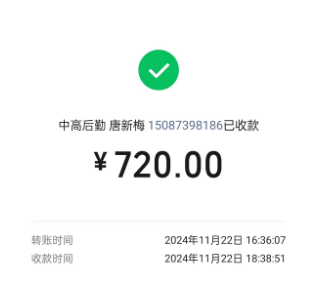 中高后勤 唐新梅 15087398186已收款
¥720.00
转账时间 2024年11月22日 16:36:07
收款时间 2024年11月22日 18:38:51